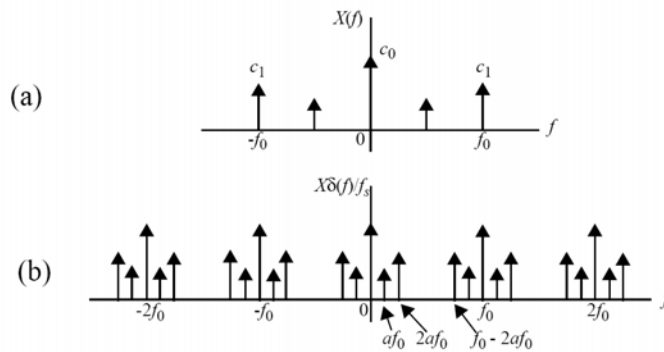 X(f)
c₀
c₁
c₁
(a)
-f₀
0
f₀
f
Xδ(f)/fₛ
(b)
-2f₀
-f₀
0
f₀
2f₀
af₀
2af₀
f₀ - 2af₀